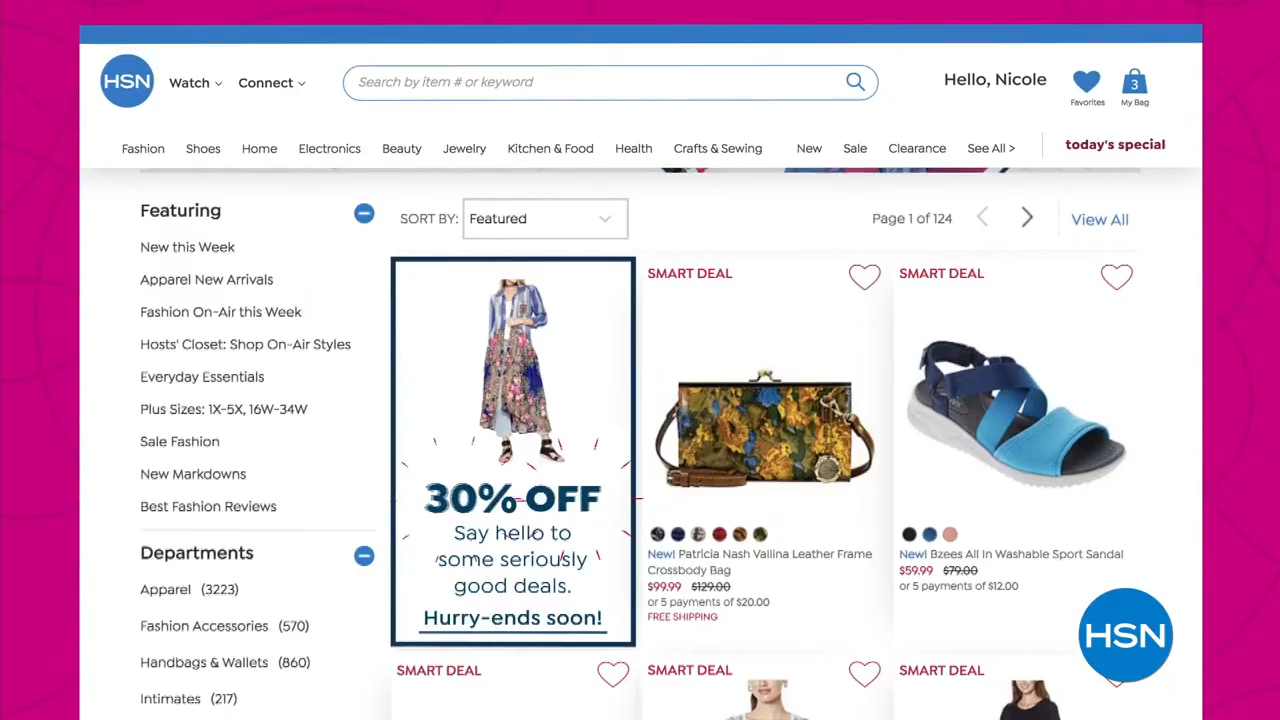 HSN
Watch
Connect
Search by item # or keyword
Hello, Nicole
Favorites
3
My Bag
Fashion
Shoes
Home
Electronics
Beauty
Jewelry
Kitchen & Food
Health
Crafts & Sewing
New
Sale
Clearance
See All >
today's special
Featuring
New this Week
Apparel New Arrivals
Fashion On-Air this Week
Hosts' Closet: Shop On-Air Styles
Everyday Essentials
Plus Sizes: 1X-5X, 16W-34W
Sale Fashion
New Markdowns
Best Fashion Reviews
Departments
Apparel (3223)
Fashion Accessories (570)
Handbags & Wallets (860)
Intimates (217)
SORT BY: Featured
Page 1 of 124
View All
30% OFF
Say hello to
some seriously
good deals.
Hurry-ends soon!
SMART DEAL
New! Patricia Nash Vallina Leather Frame
Crossbody Bag
$99.99 $129.00
or 5 payments of $20.00
FREE SHIPPING
SMART DEAL
New! Bzees All In Washable Sport Sandal
$59.99 $79.00
or 5 payments of $12.00
SMART DEAL
SMART DEAL
SMART DEAL
HSN